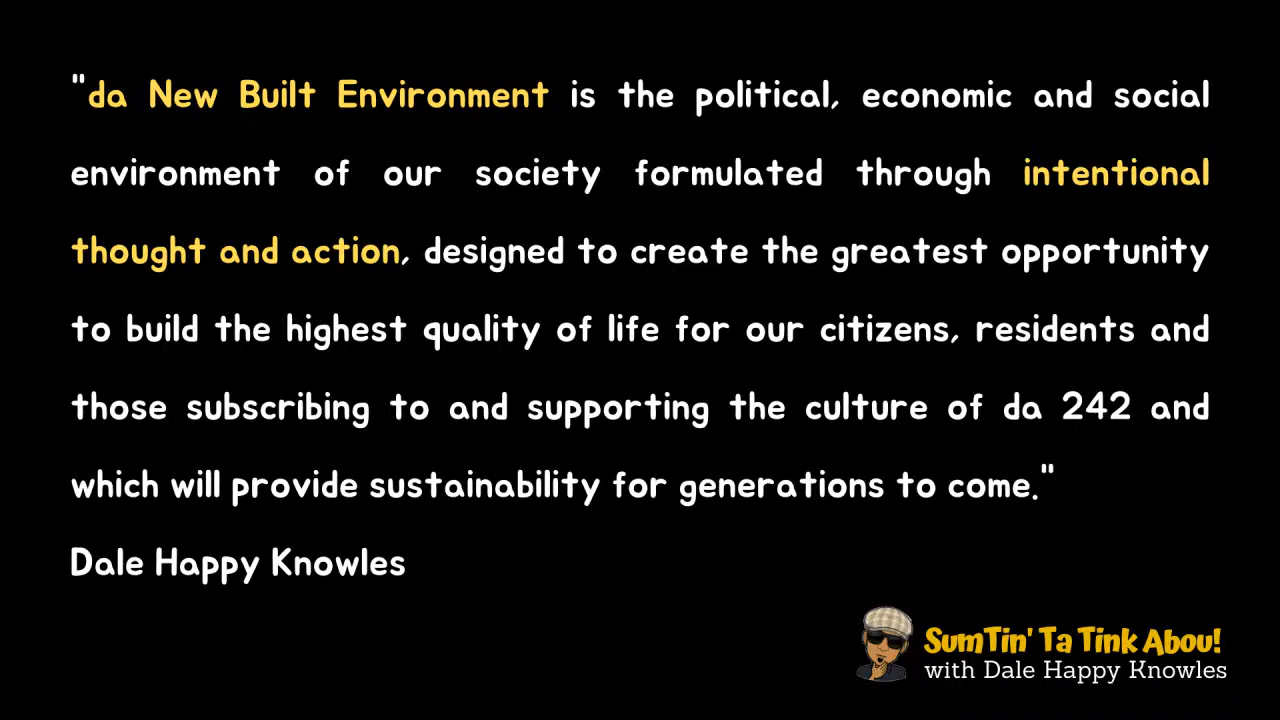 "da New Built Environment is the political, economic and social
environment of our society formulated through intentional
thought and action, designed to create the greatest opportunity
to build the highest quality of life for our citizens, residents and
those subscribing to and supporting the culture of da 242 and
which will provide sustainability for generations to come."
Dale Happy Knowles
SumTin' Ta Tink Abou!
with Dale Happy Knowles